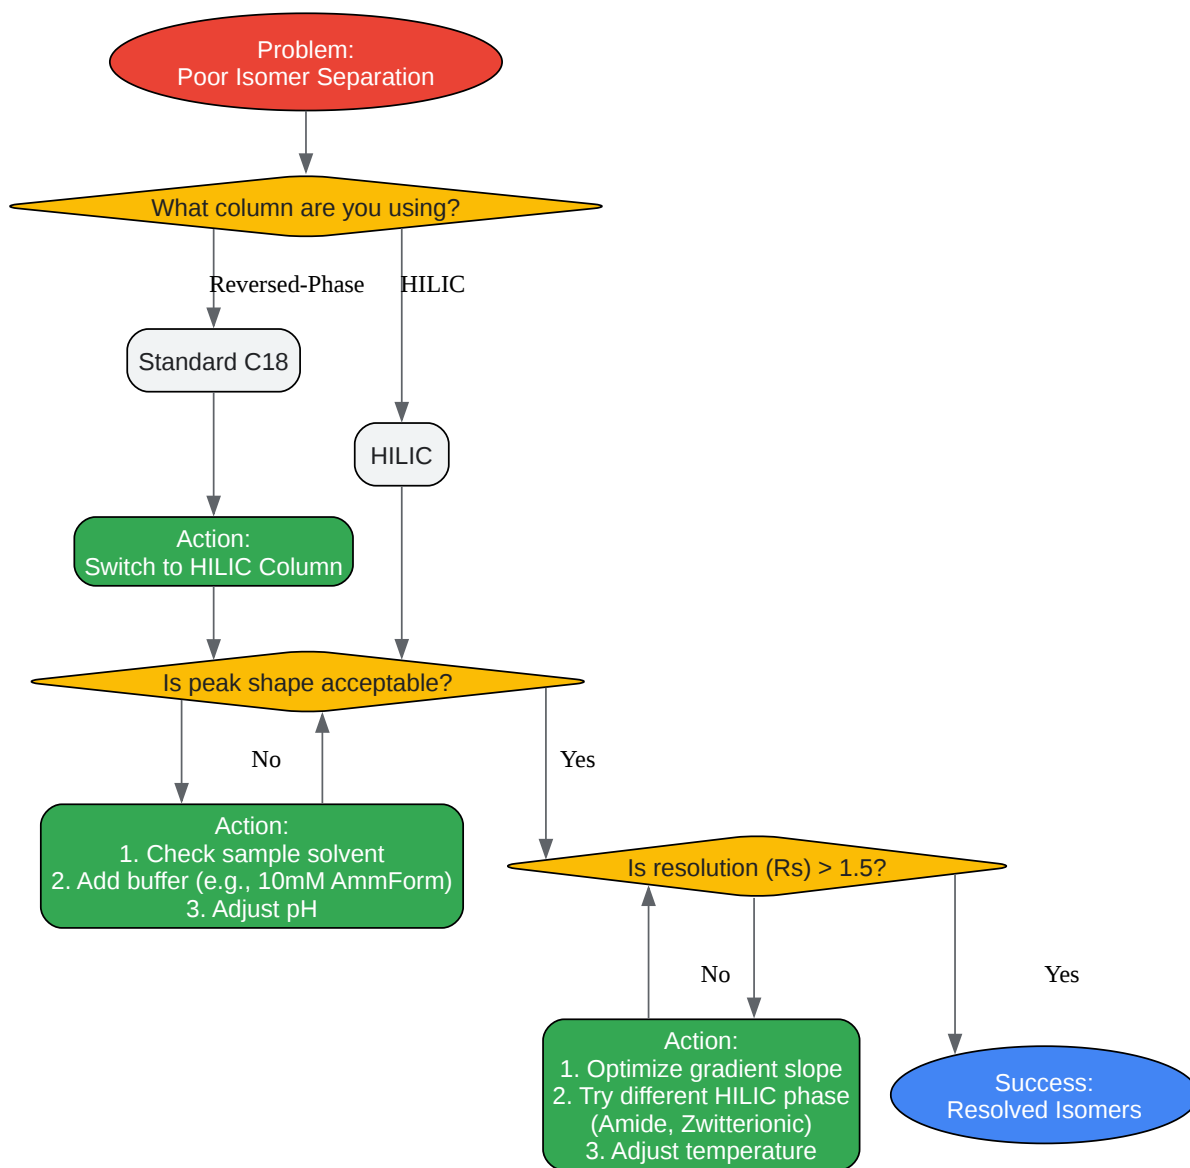 Problem:
Poor Isomer Separation
What column are you using?
Reversed-Phase
HILIC
Standard C18
HILIC
Action:
Switch to HILIC Column
Is peak shape acceptable?
No
Yes
Action:
1. Check sample solvent
2. Add buffer (e.g., 10mM AmmForm)
3. Adjust pH
Is resolution (Rs) > 1.5?
No
Yes
Action:
1. Optimize gradient slope
2. Try different HILIC phase
(Amide, Zwitterionic)
3. Adjust temperature
Success:
Resolved Isomers